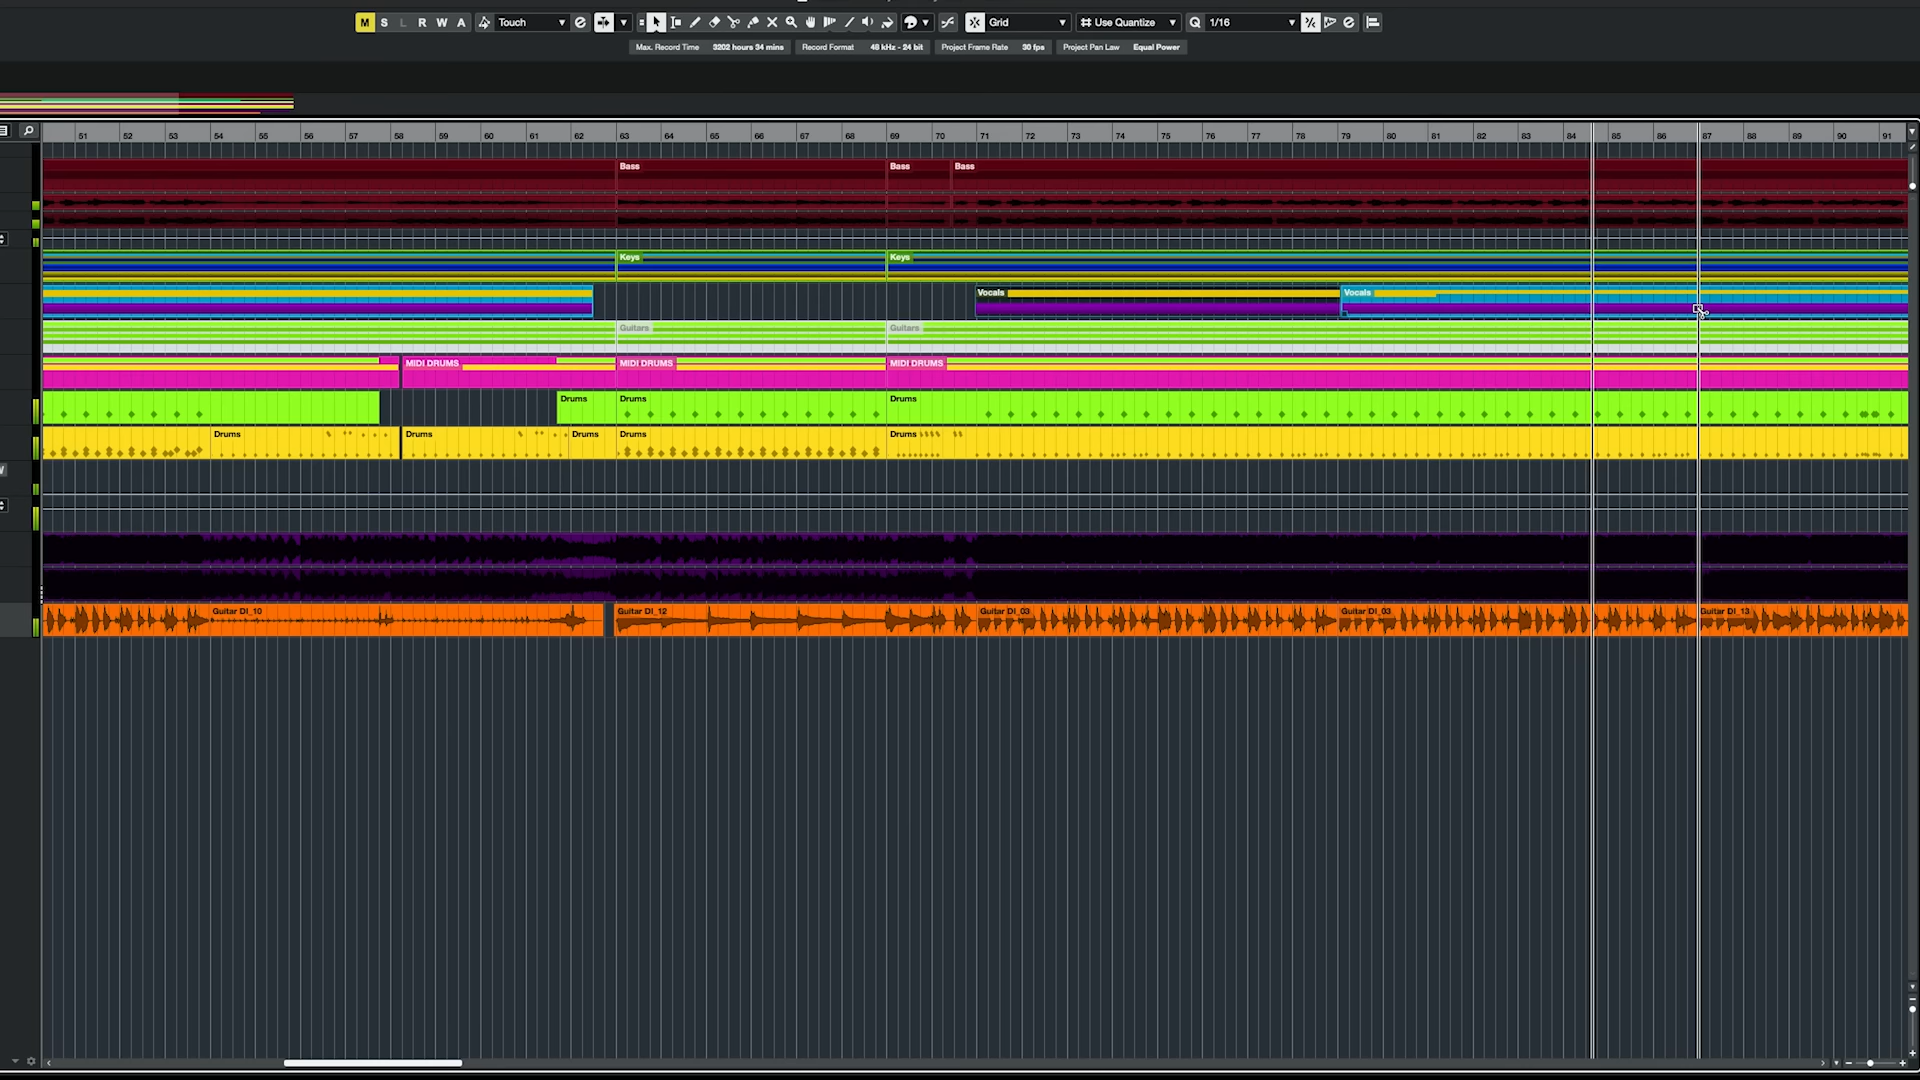 M S L R W A Touch Grid Use Quantize Q 1/16
Max. Record Time 3202 hours 34 mins Record Format 48 kHz - 24 bit Project Frame Rate 30 fps Project Pan Law Equal Power
51 52 53 54 55 56 57 58 59 60 61 62 63 64 65 66 67 68 69 70 71 72 73 74 75 76 77 78 79 80 81 82 83 84 85 86 87 88 89 90 91
Bass Bass Bass
Keys Keys
Vocals Vocals
Guitars Guitars
MIDI DRUMS MIDI DRUMS MIDI DRUMS
Drums Drums Drums
Drums Drums Drums Drums Drums
Guitar DI_10 Guitar DI_12 Guitar DI_03 Guitar DI_03 Guitar DI_13